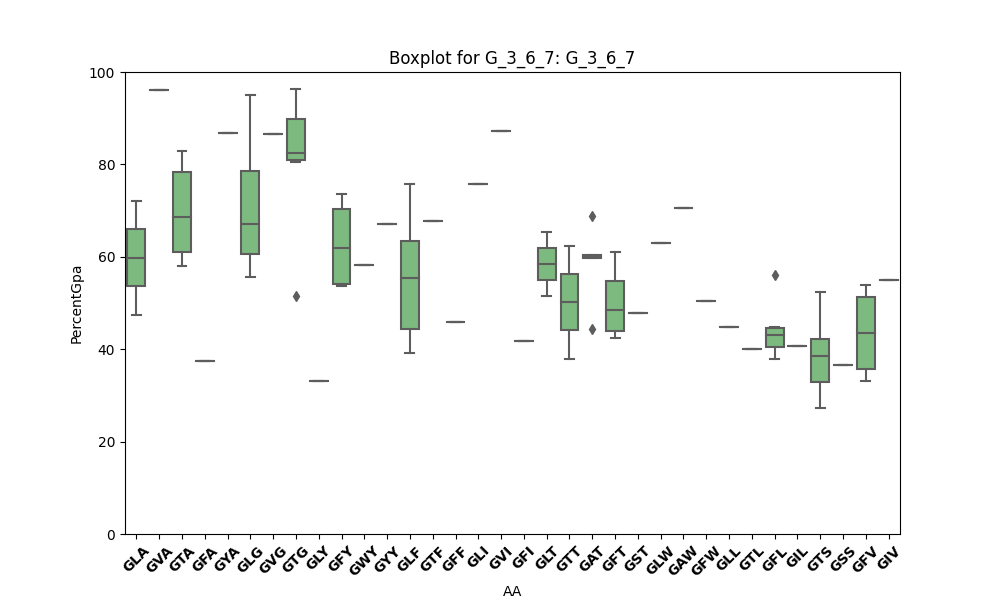 Boxplot for G_3_6_7: G_3_6_7
PercentGpa
100
80
60
40
20
0
GLA GVA GTA GFA GYA GLG GVG GTG GLY GFY GWY GYY GLF GTF GFF GLI GVI GFI GLT GTT GAT GFT GST GLW GAW GFW GLL GTL GFL GIL GTS GSS GFV GIV
AA